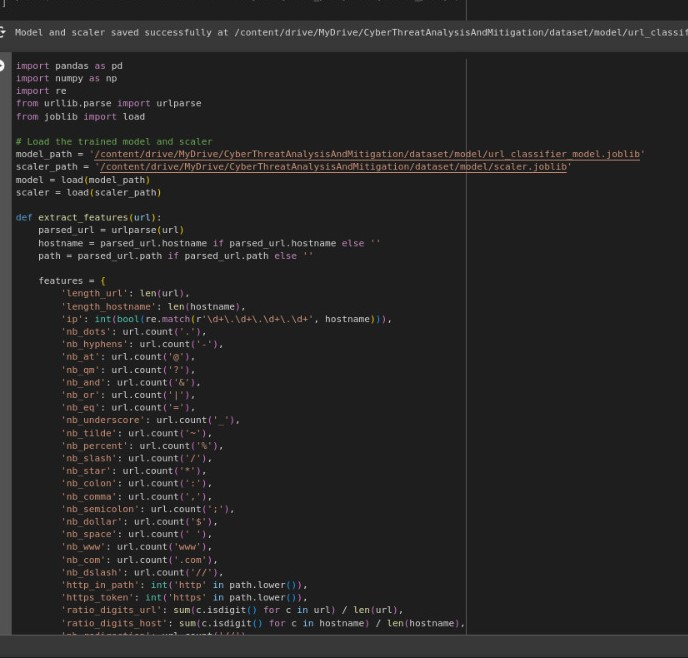 Model and scaler saved successfully at /content/drive/MyDrive/CyberThreatAnalysisAndMitigation/dataset/model/url_classif
import pandas as pd
import numpy as np
import re
from urllib.parse import urlparse
from joblib import load
# Load the trained model and scaler
model_path = '/content/drive/MyDrive/CyberThreatAnalysisAndMitigation/dataset/model/url_classifier_model.joblib'
scaler_path = '/content/drive/MyDrive/CyberThreatAnalysisAndMitigation/dataset/model/scaler.joblib'
model = load(model_path)
scaler = load(scaler_path)
def extract_features(url):
    parsed_url = urlparse(url)
    hostname = parsed_url.hostname if parsed_url.hostname else ''
    path = parsed_url.path if parsed_url.path else ''
    features = {
        'length_url': len(url),
        'length_hostname': len(hostname),
        'ip': int(bool(re.match(r'\d+\.\d+\.\d+\.\d+', hostname))),
        'nb_dots': url.count('.'),
        'nb_hyphens': url.count('-'),
        'nb_at': url.count('@'),
        'nb_qm': url.count('?'),
        'nb_and': url.count('&'),
        'nb_or': url.count('|'),
        'nb_eq': url.count('='),
        'nb_underscore': url.count('_'),
        'nb_tilde': url.count('~'),
        'nb_percent': url.count('%'),
        'nb_slash': url.count('/'),
        'nb_star': url.count('*'),
        'nb_colon': url.count(':'),
        'nb_comma': url.count(','),
        'nb_semicolon': url.count(';'),
        'nb_dollar': url.count('$'),
        'nb_space': url.count(' '),
        'nb_www': url.count('www'),
        'nb_com': url.count('.com'),
        'nb_dslash': url.count('//'),
        'http_in_path': int('http' in path.lower()),
        'https_token': int('https' in path.lower()),
        'ratio_digits_url': sum(c.isdigit() for c in url) / len(url),
        'ratio_digits_host': sum(c.isdigit() for c in hostname) / len(hostname),